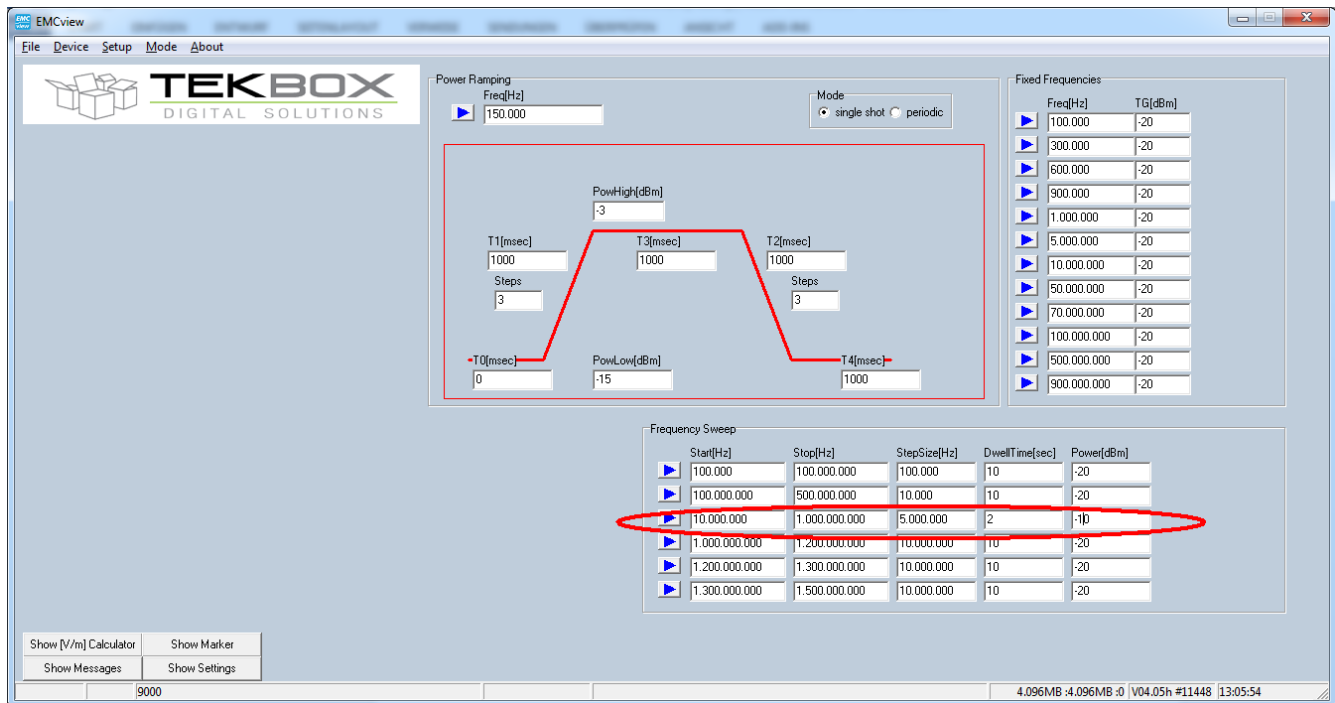 EMCview
File Device Setup Mode About
TEKBOX
DIGITAL SOLUTIONS
Power Ramping
Freq[Hz]
150.000
Mode
single shot periodic
PowHigh[dBm]
-3
T1[msec] T3[msec] T2[msec]
1000 1000 1000
Steps Steps
3 3
T0[msec] PowLow[dBm] T4[msec]
0 -15 1000
Fixed Frequencies
Freq[Hz] TG[dBm]
100.000 -20
300.000 -20
600.000 -20
900.000 -20
1.000.000 -20
5.000.000 -20
10.000.000 -20
50.000.000 -20
70.000.000 -20
100.000.000 -20
500.000.000 -20
900.000.000 -20
Frequency Sweep
Start[Hz] Stop[Hz] StepSize[Hz] DwellTime[sec] Power[dBm]
100.000 100.000.000 100.000 10 -20
100.000.000 500.000.000 10.000 10 -20
10.000.000 1.000.000.000 5.000.000 2 -10
1.000.000.000 1.200.000.000 10.000.000 10 -20
1.200.000.000 1.300.000.000 10.000.000 10 -20
1.300.000.000 1.500.000.000 10.000.000 10 -20
Show [V/m] Calculator Show Marker
Show Messages Show Settings
9000 4.096MB :4.096MB :0 V04.05h #11448 13:05:54